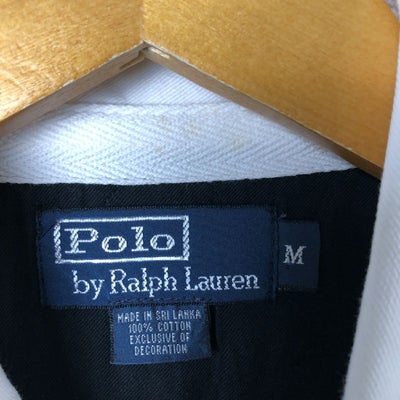 Polo
by Ralph Lauren
M
MADE IN SRI LANKA
100% COTTON
EXCLUSIVE OF
DECORATION